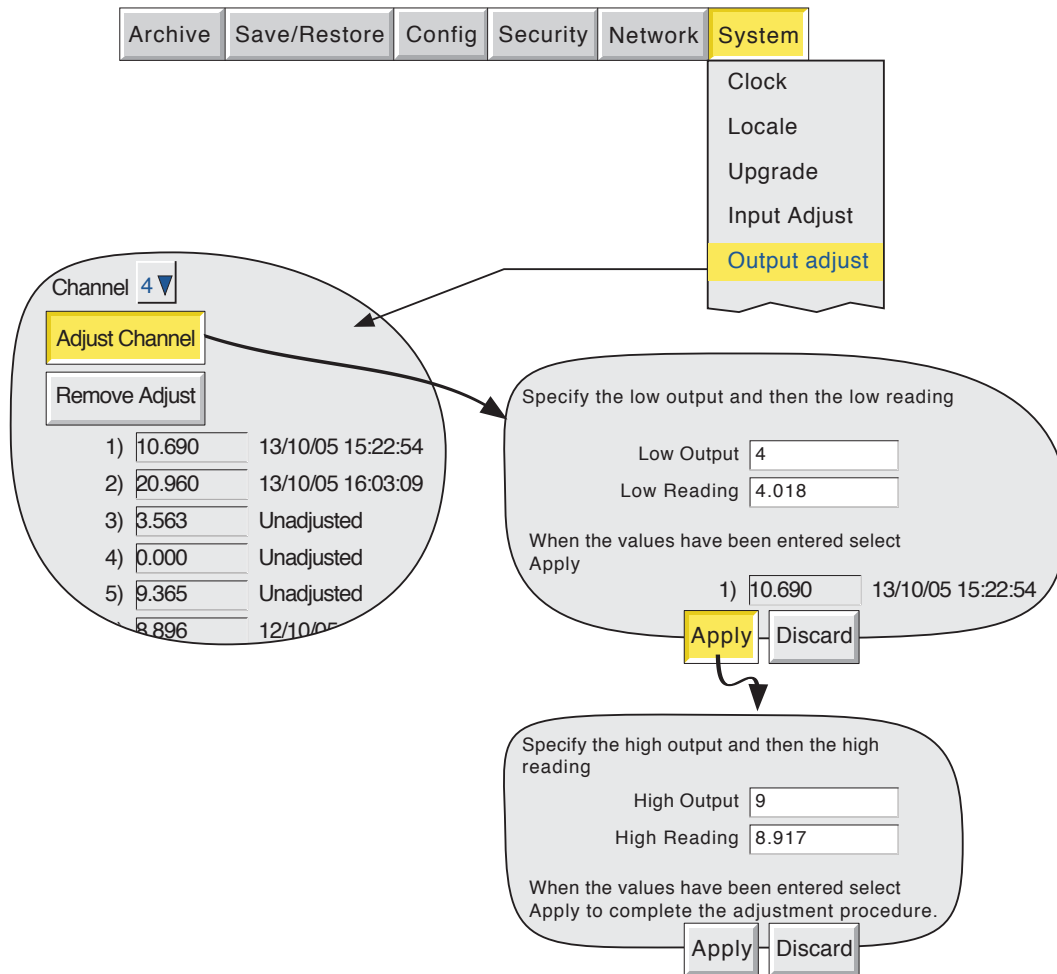 Archive Save/Restore Config Security Network System
Clock
Locale
Upgrade
Input Adjust
Output adjust
Channel 4
Adjust Channel
Remove Adjust
1) 10.690 13/10/05 15:22:54
2) 20.960 13/10/05 16:03:09
3) 3.563 Unadjusted
4) 0.000 Unadjusted
5) 9.365 Unadjusted
8.896 12/10/05
Specify the low output and then the low reading
Low Output 4
Low Reading 4.018
When the values have been entered select
Apply
1) 10.690 13/10/05 15:22:54
Apply Discard
Specify the high output and then the high
reading
High Output 9
High Reading 8.917
When the values have been entered select
Apply to complete the adjustment procedure.
Apply Discard